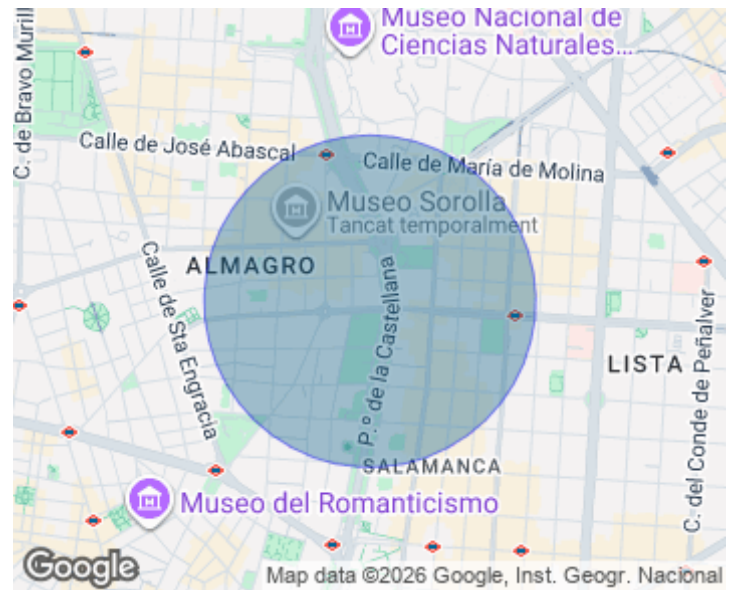 Museo Nacional de
Ciencias Naturales...
C. de Bravo Murill
Calle de José Abascal
Calle de María de Molina
Museo Sorolla
Tancat temporalment
ALMAGRO
Calle de Sta Engracia
P.º de la Castellana
LISTA
C. del Conde de Peñalver
SALAMANCA
Museo del Romanticismo
Google
Map data ©2026 Google, Inst. Geogr. Nacional